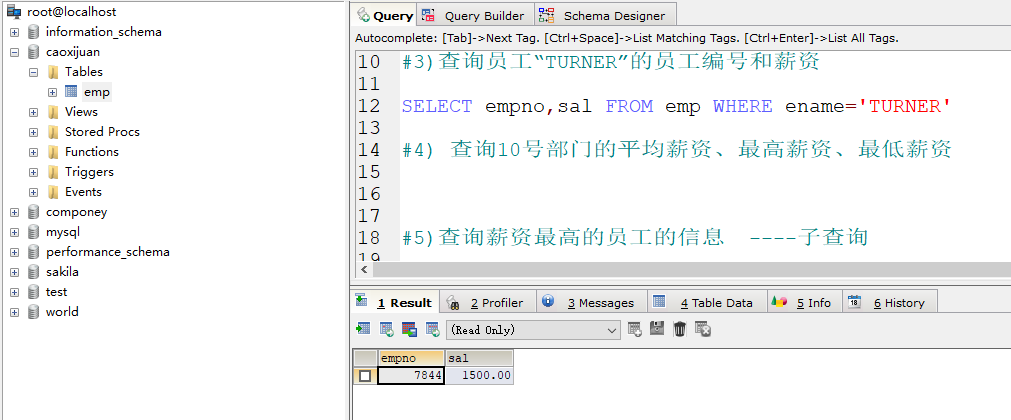 root@localhost
information_schema
caoxijuan
Tables
emp
Views
Stored Procs
Functions
Triggers
Events
componey
mysql
performance_schema
sakila
test
world
Query Query Builder Schema Designer
Autocomplete: [Tab]->Next Tag. [Ctrl+Space]->List Matching Tags. [Ctrl+Enter]->List All Tags.
10 #3)查询员工“TURNER”的员工编号和薪资
11
12 SELECT empno,sal FROM emp WHERE ename='TURNER'
13
14 #4) 查询10号部门的平均薪资、最高薪资、最低薪资
15
16
17
18 #5)查询薪资最高的员工的信息 ----子查询
19
1 Result 2 Profiler 3 Messages 4 Table Data 5 Info 6 History
(Read Only)
empno sal
7844 1500.00